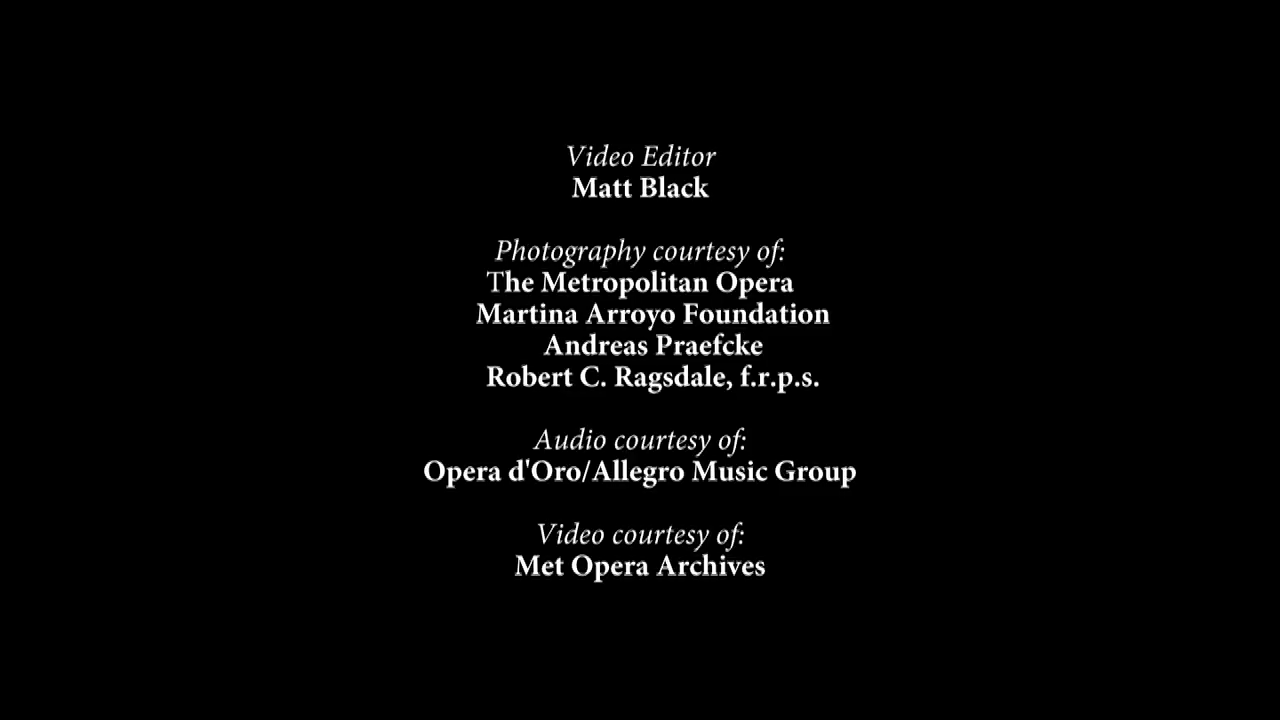 Video Editor
Matt Black
Photography courtesy of:
The Metropolitan Opera
Martina Arroyo Foundation
Andreas Praefcke
Robert C. Ragsdale, f.r.p.s.
Audio courtesy of:
Opera d'Oro/Allegro Music Group
Video courtesy of:
Met Opera Archives